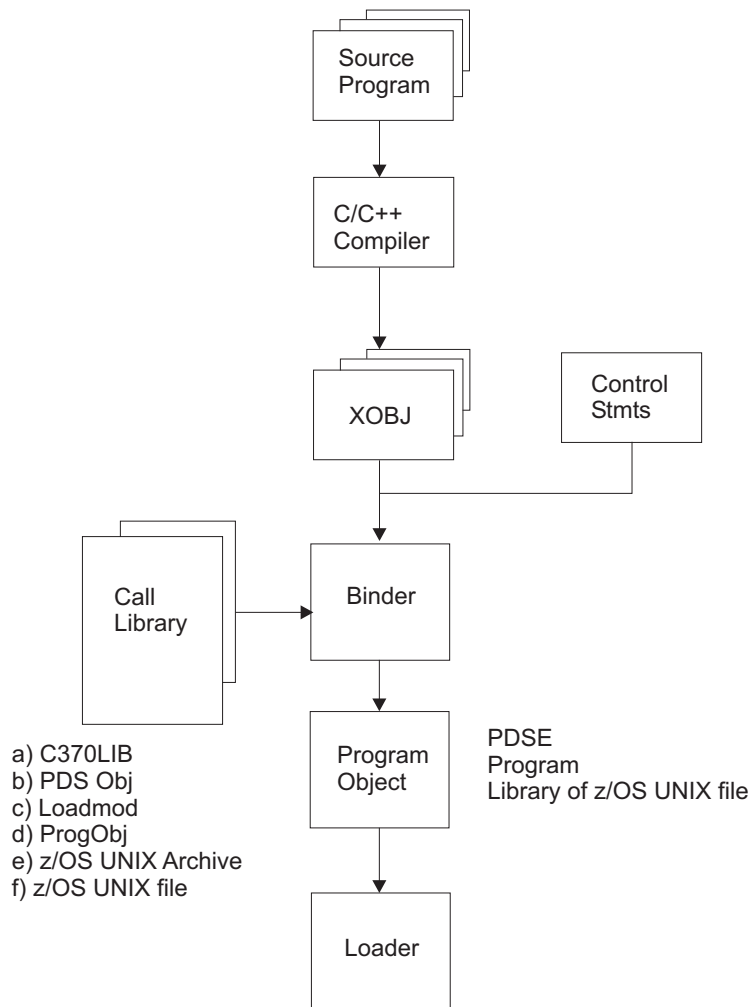 Source
Program
C/C++
Compiler
XOBJ
Control
Stmts
Call
Library
Binder
a) C370LIB
b) PDS Obj
c) Loadmod
d) ProgObj
e) z/OS UNIX Archive
f) z/OS UNIX file
Program
Object
PDSE
Program
Library of z/OS UNIX file
Loader